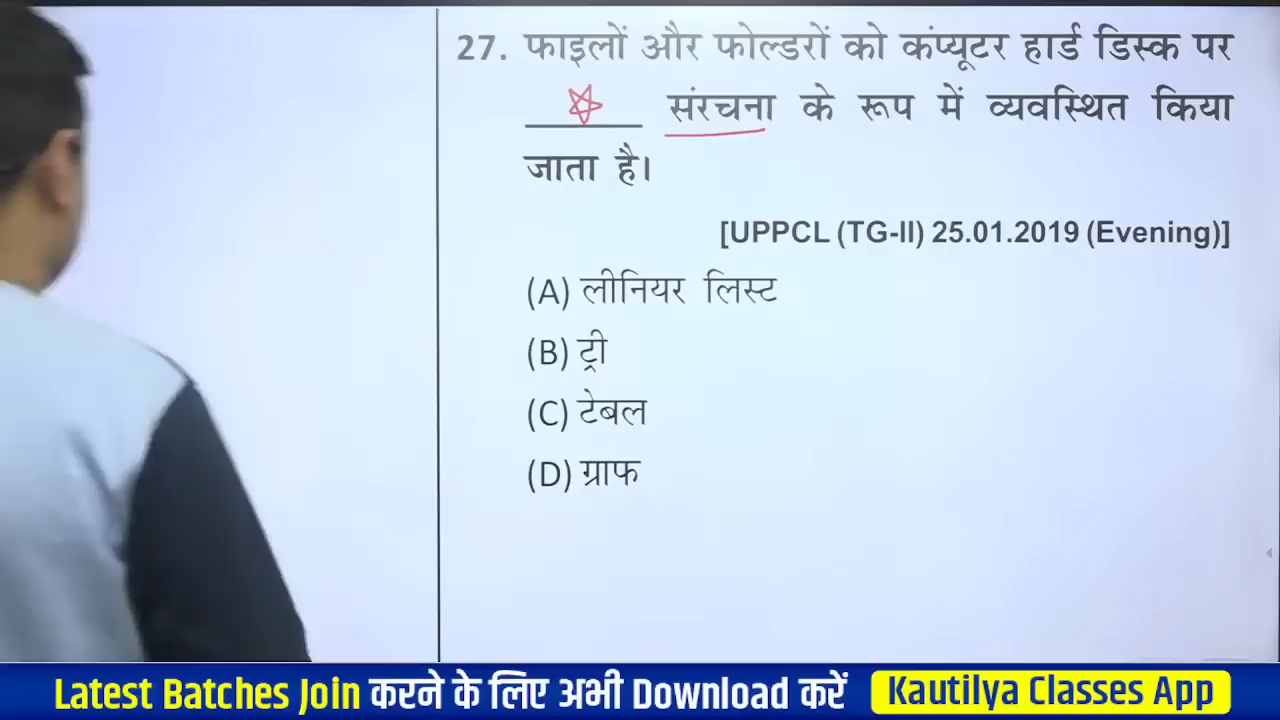 27. फाइलों और फोल्डरों को कंप्यूटर हार्ड डिस्क पर
______ संरचना के रूप में व्यवस्थित किया
जाता है।
[UPPCL (TG-II) 25.01.2019 (Evening)]
(A) लीनियर लिस्ट
(B) ट्री
(C) टेबल
(D) ग्राफ
Latest Batches Join करने के लिए अभी Download करें Kautilya Classes App